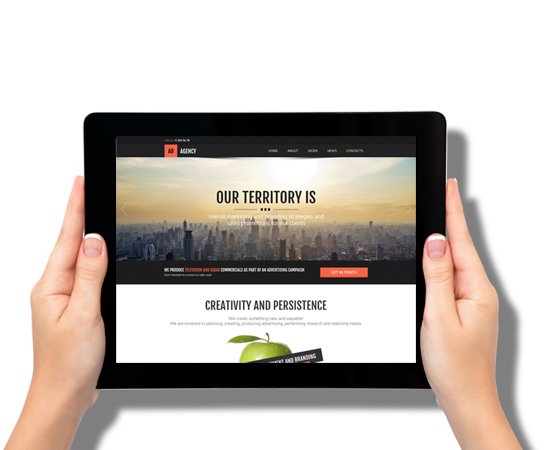 AD AGENCY
HOME ABOUT WORK NEWS CONTACTS
OUR TERRITORY IS
overall marketing and branding strategies and
promotions for our clients
WE PRODUCE TELEVISION AND RADIO COMMERCIALS AS PART OF AN ADVERTISING CAMPAIGN
GET IN TOUCH
CREATIVITY AND PERSISTENCE
We create something new and valuable!
We are involved in planning, creating, producing advertising, performing research and selecting media.
AND BRANDING